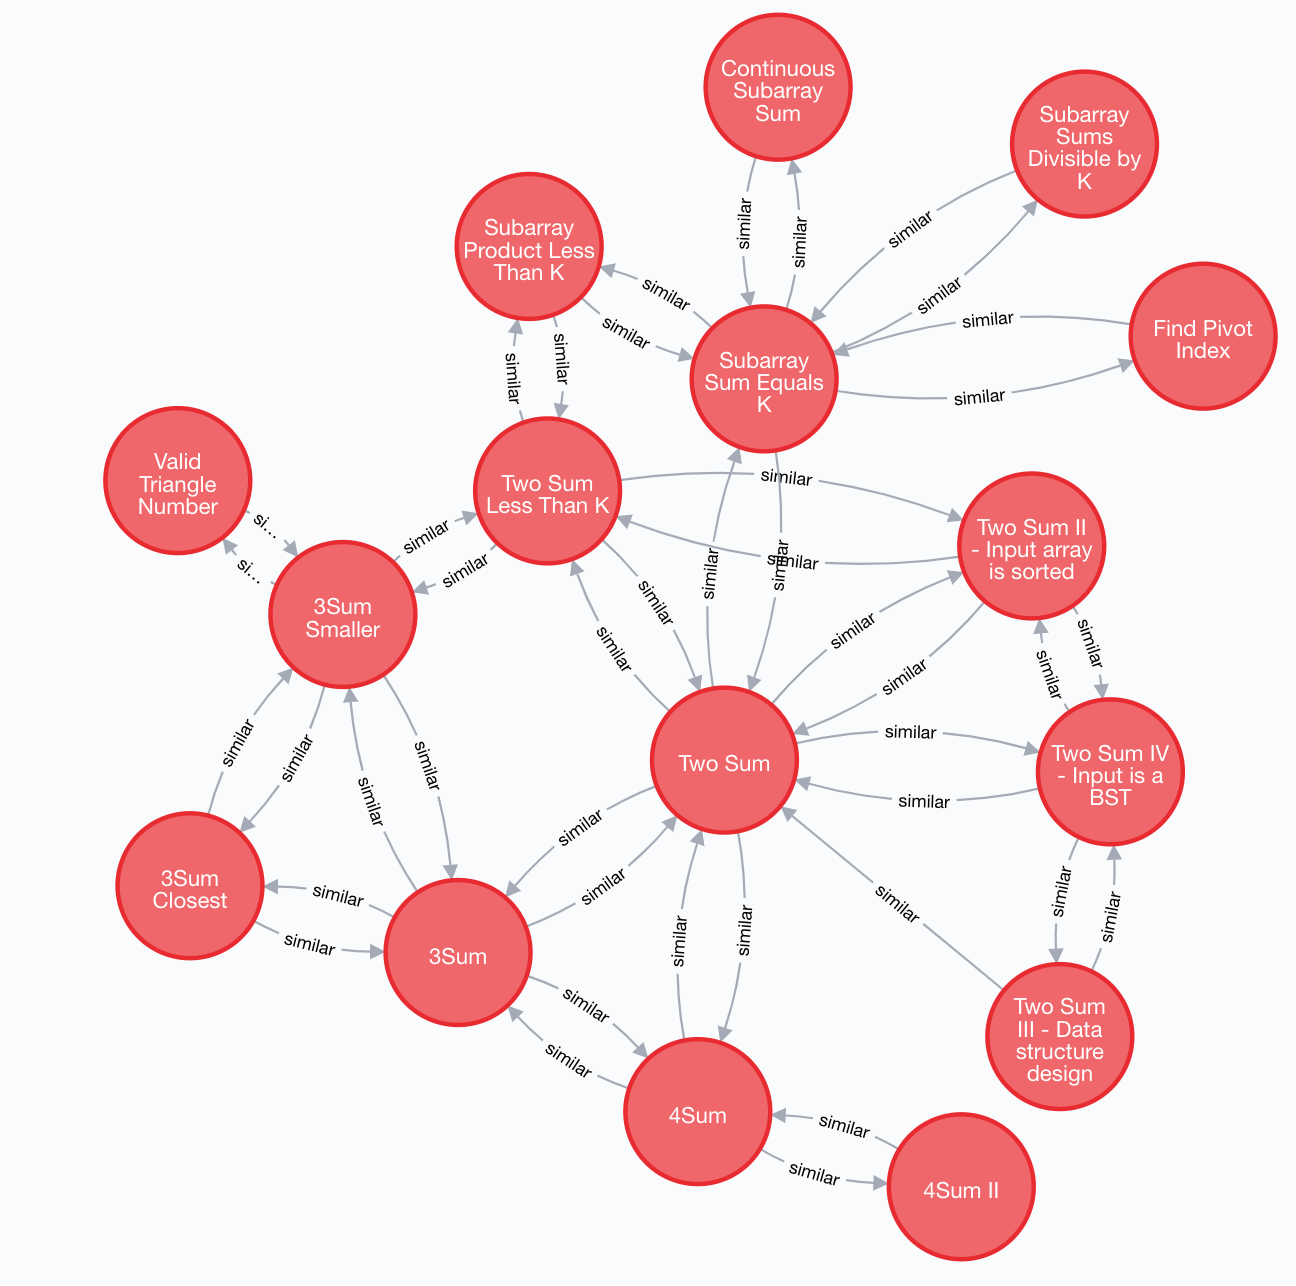 Continuous
Subarray
Sum
Subarray
Sums
Divisible by
K
similar
similar
similar
Subarray
Product Less
Than K
similar
similar
similar
similar
similar
Find Pivot
Index
similar
similar
Subarray
Sum Equals
K
similar
Valid
Triangle
Number
Two Sum
Less Than K
similar
si...
similar
similar
similar
similar
similar
si...
Two Sum II
- Input array
is sorted
3Sum
Smaller
similar
similar
similar
similar
similar
similar
similar
similar
similar
similar
similar
similar
Two Sum
Two Sum IV
- Input is a
BST
similar
similar
similar
3Sum
Closest
similar
similar
similar
similar
similar
similar
similar
similar
3Sum
similar
similar
Two Sum
III - Data
structure
design
4Sum
similar
similar
4Sum II